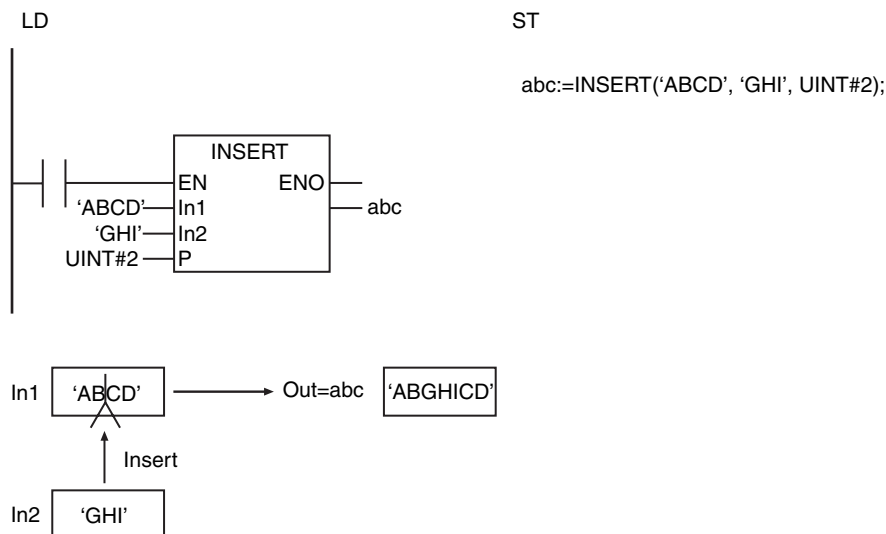 LD
ST
abc:=INSERT(‘ABCD’, ‘GHI’, UINT#2);
INSERT
EN ENO
‘ABCD’ In1 abc
‘GHI’ In2
UINT#2 P
In1 ‘ABCD’ Out=abc ‘ABGHICD’
Insert
In2 ‘GHI’